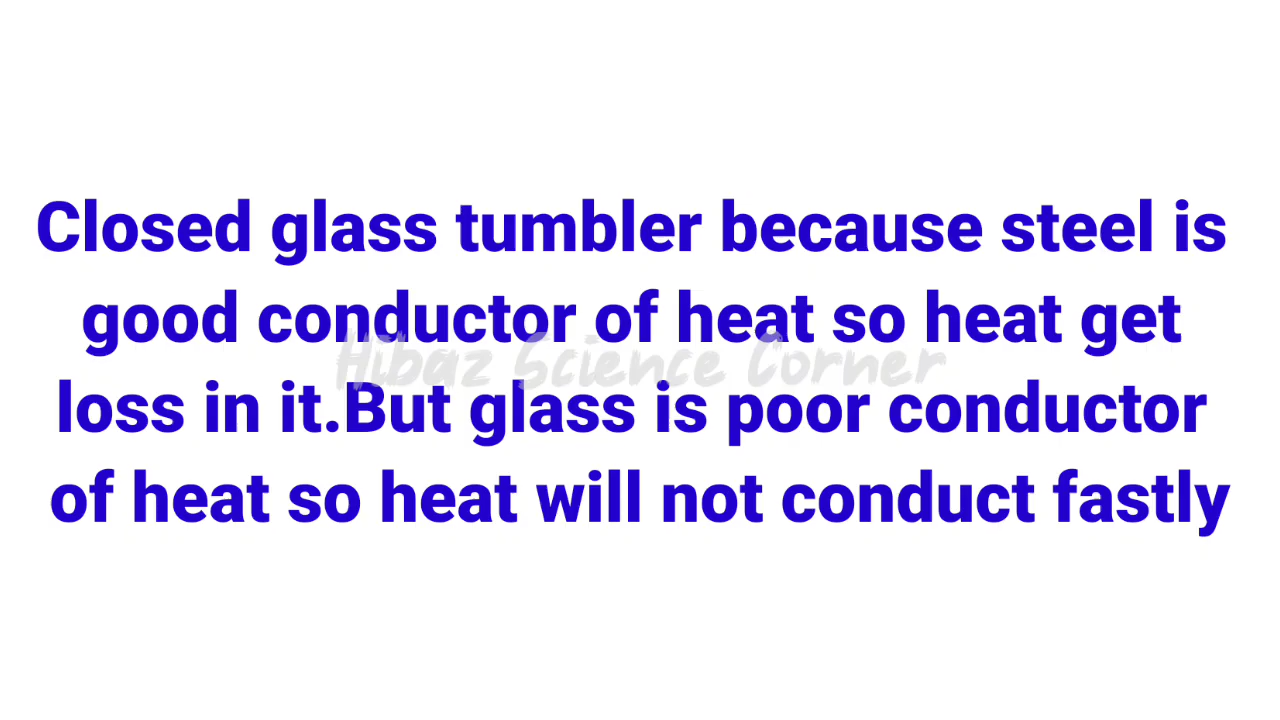 Closed glass tumbler because steel is
good conductor of heat so heat get
Hibaz Science Corner
loss in it.But glass is poor conductor
of heat so heat will not conduct fastly